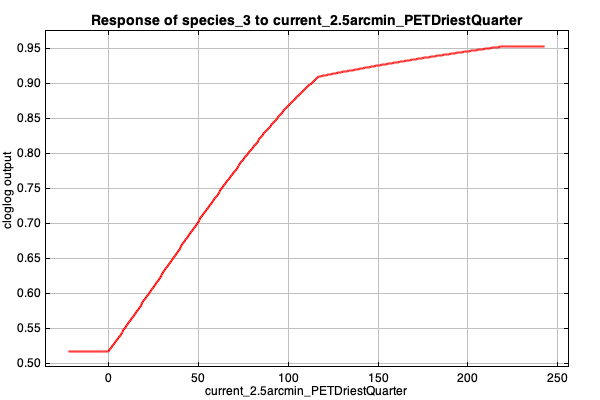 Response of species_3 to current_2.5arcmin_PETDriestQuarter
cloglog output
0.95
0.90
0.85
0.80
0.75
0.70
0.65
0.60
0.55
0.50
0 50 100 150 200 250
current_2.5arcmin_PETDriestQuarter